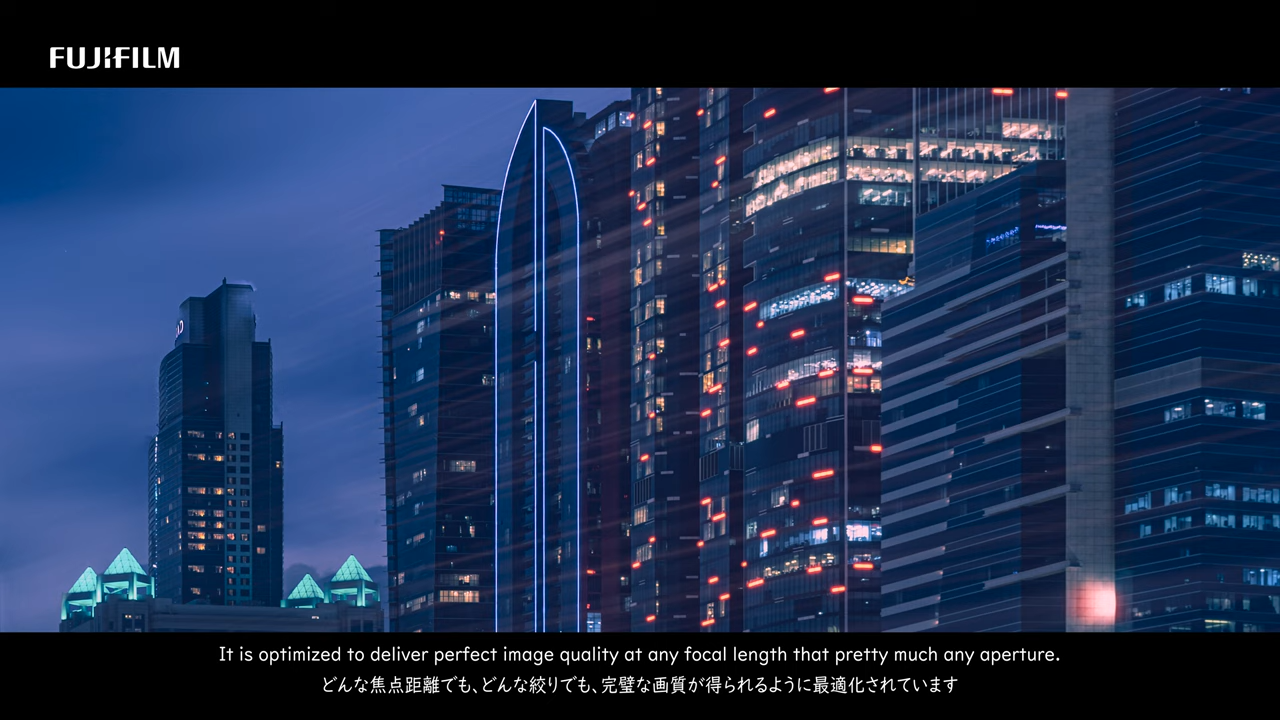 FUJIFILM
It is optimized to deliver perfect image quality at any focal length that pretty much any aperture.
どんな焦点距離でも、どんな絞りでも、完璧な画質が得られるように最適化されています